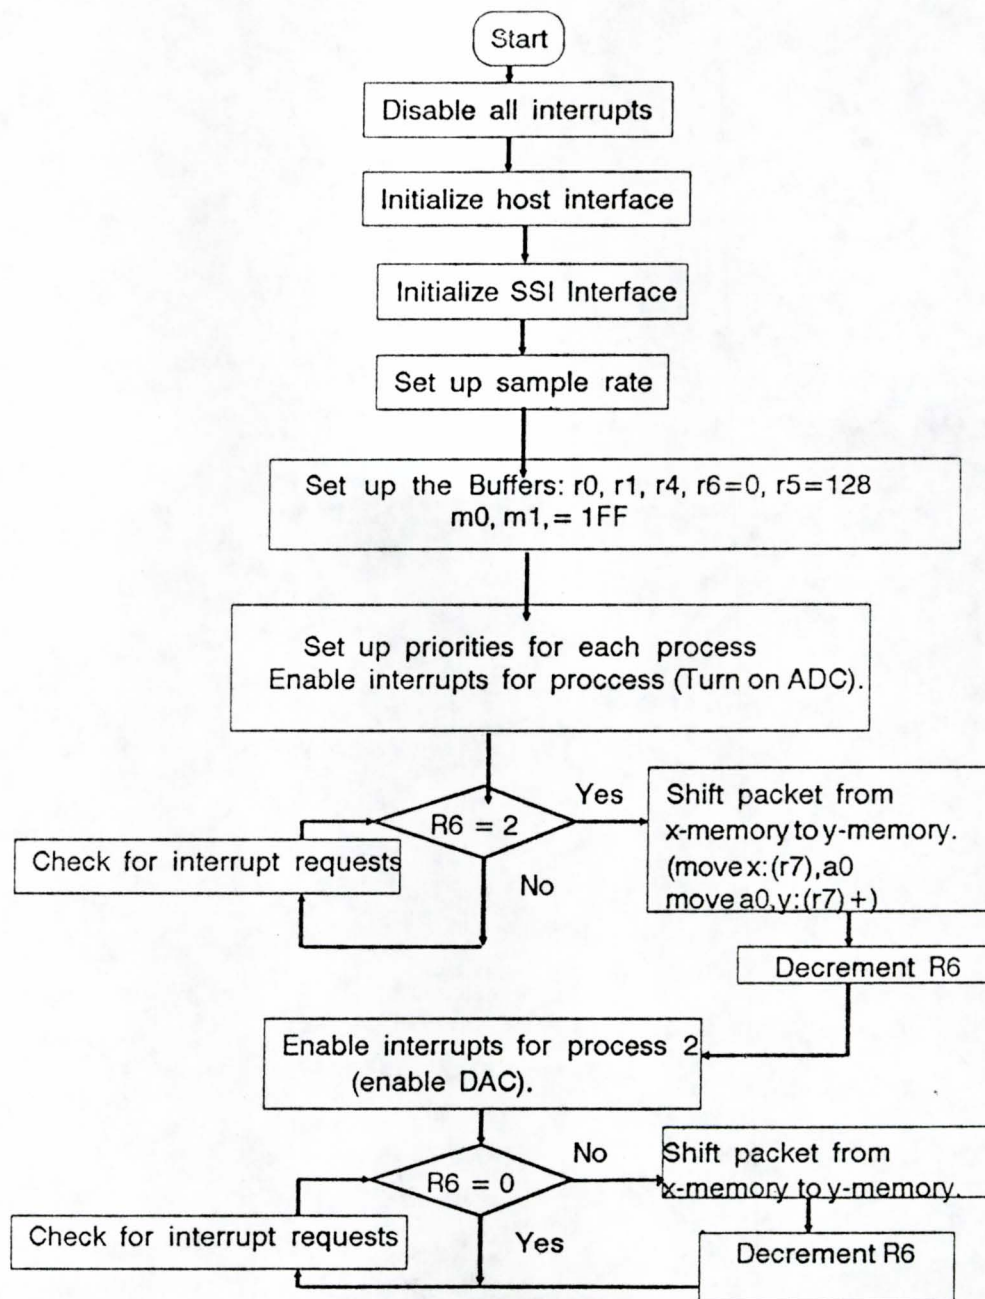 Start
Disable all interrupts
Initialize host interface
Initialize SSI Interface
Set up sample rate
Set up the Buffers: r0, r1, r4, r6=0, r5=128
m0, m1, = 1FF
Set up priorities for each process
Enable interrupts for proccess (Turn on ADC).
R6 = 2
Yes
Shift packet from
x-memory to y-memory.
(move x:(r7),a0
move a0,y:(r7)+)
Check for interrupt requests
No
Decrement R6
Enable interrupts for process 2
(enable DAC).
R6 = 0
No
Shift packet from
x-memory to y-memory.
Check for interrupt requests
Yes
Decrement R6